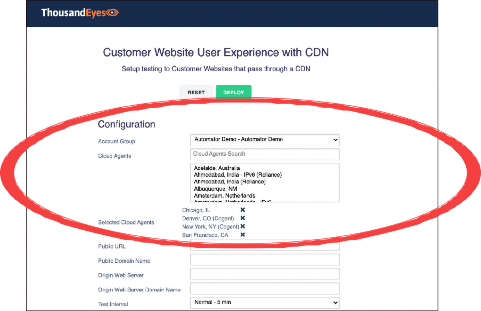 ThousandEyes
Customer Website User Experience with CDN
Setup testing to Customer Websites that pass through a CDN
RESET
DEPLOY
Configuration
Account Group
Automator Demo - Automator Demo
Cloud Agents
Cloud Agents Search
Adelaide, Australia
Ahmedabad, India - IPv6 [Reliance]
Ahmedabad, India [Reliance]
Albuquerque, NM
Amsterdam, Netherlands
Amsterdam, Netherlands - IPv6
Selected Cloud Agents
Chicago, IL ✖
Denver, CO (Cogent) ✖
New York, NY (Cogent) ✖
San Francisco, CA ✖
Public URL
Public Domain Name
Origin Web Server
Origin Web Server Domain Name
Test Interval
Normal - 5 min